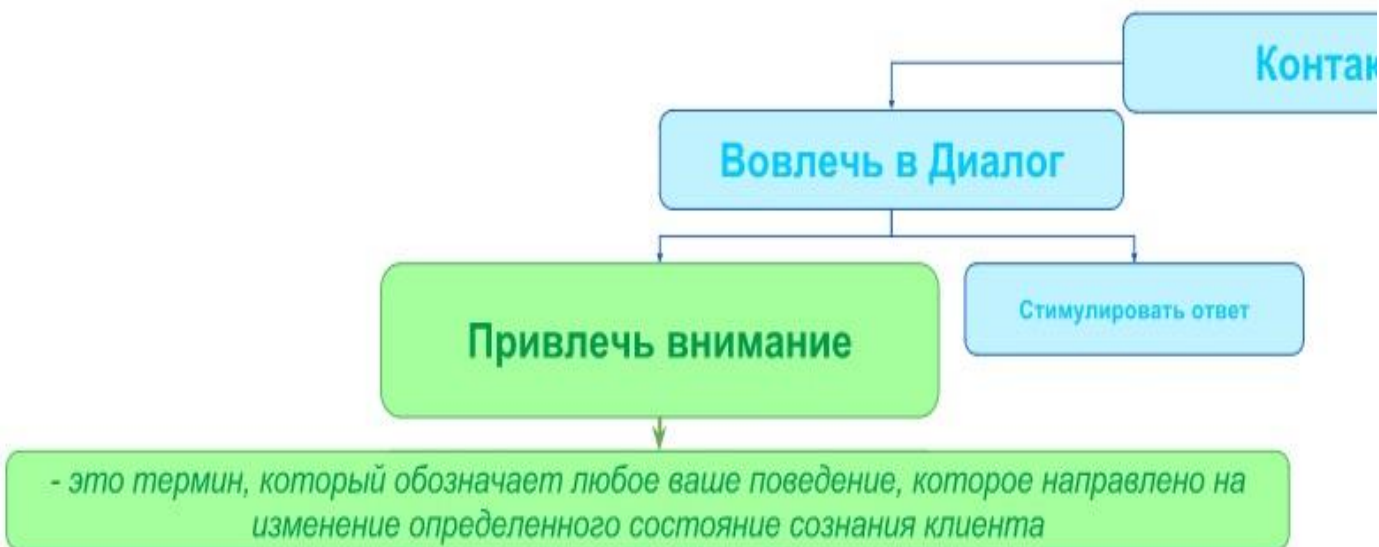 Вовлечь в Диалог
Привлечь внимание
Стимулировать ответ
- это термин, который обозначает любое ваше поведение, которое направлено на
изменение определенного состояние сознания клиента